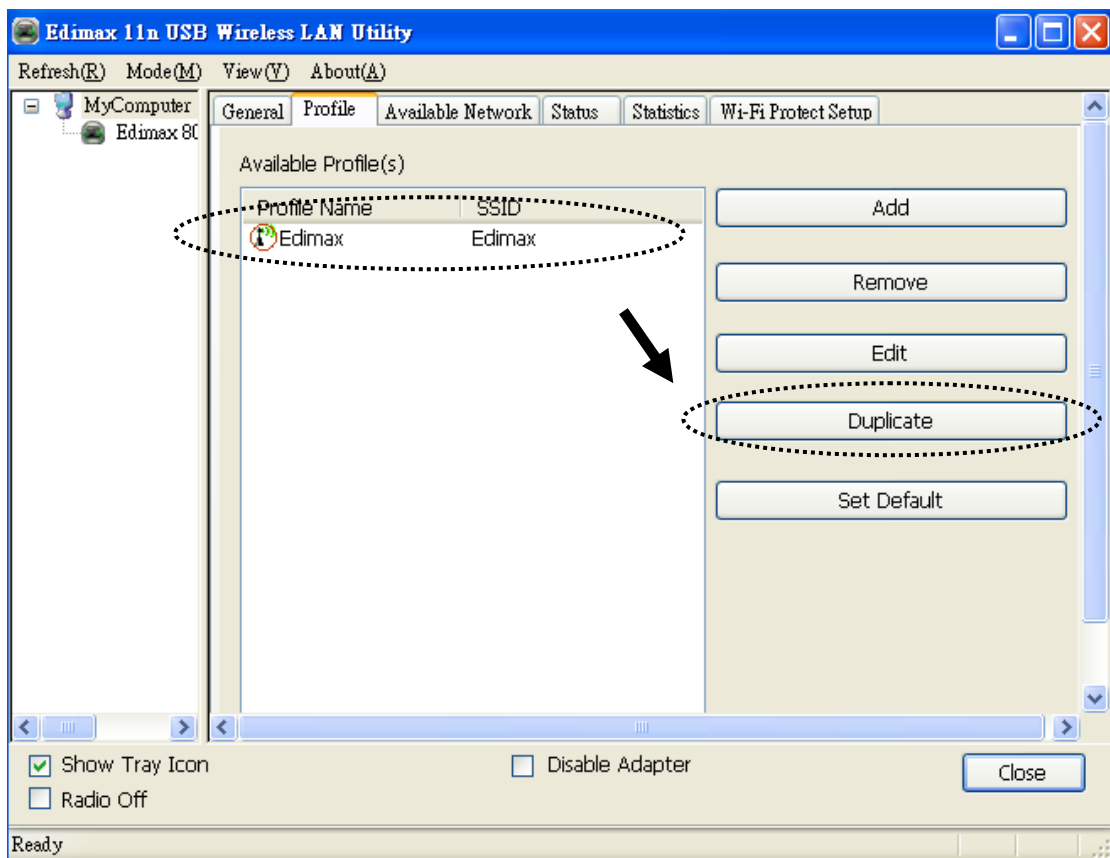 Edimax 11n USB Wireless LAN Utility
Refresh(R) Mode(M) View(V) About(A)
MyComputer
Edimax 80
General Profile Available Network Status Statistics Wi-Fi Protect Setup
Available Profile(s)
Profile Name SSID
Edimax Edimax
Add
Remove
Edit
Duplicate
Set Default
Show Tray Icon
Disable Adapter
Radio Off
Close
Ready